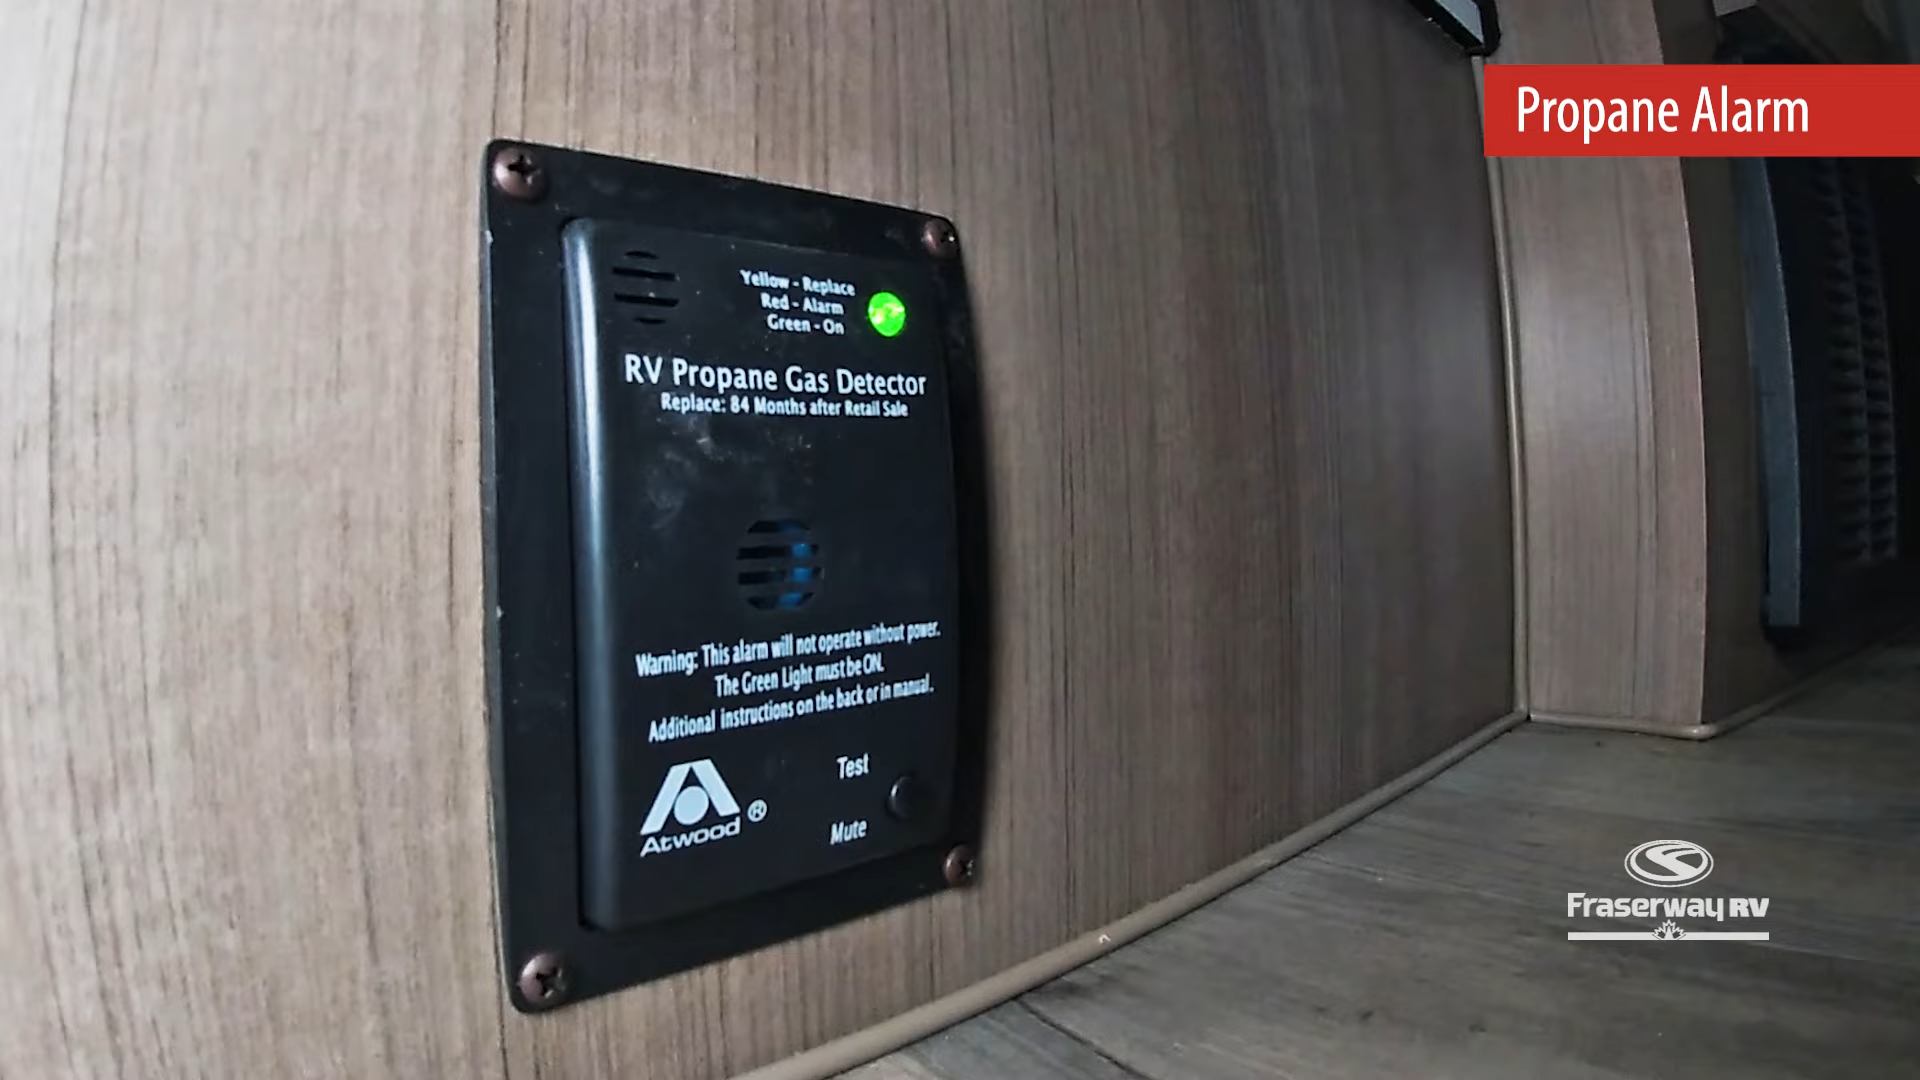 Propane Alarm
Yellow - Replace
Red - Alarm
Green - On
RV Propane Gas Detector
Replace: 84 Months after Retail Sale
Warning: This alarm will not operate without power.
The Green Light must be ON.
Additional instructions on the back or in manual.
Test
Atwood ®
Mute
Fraserway RV